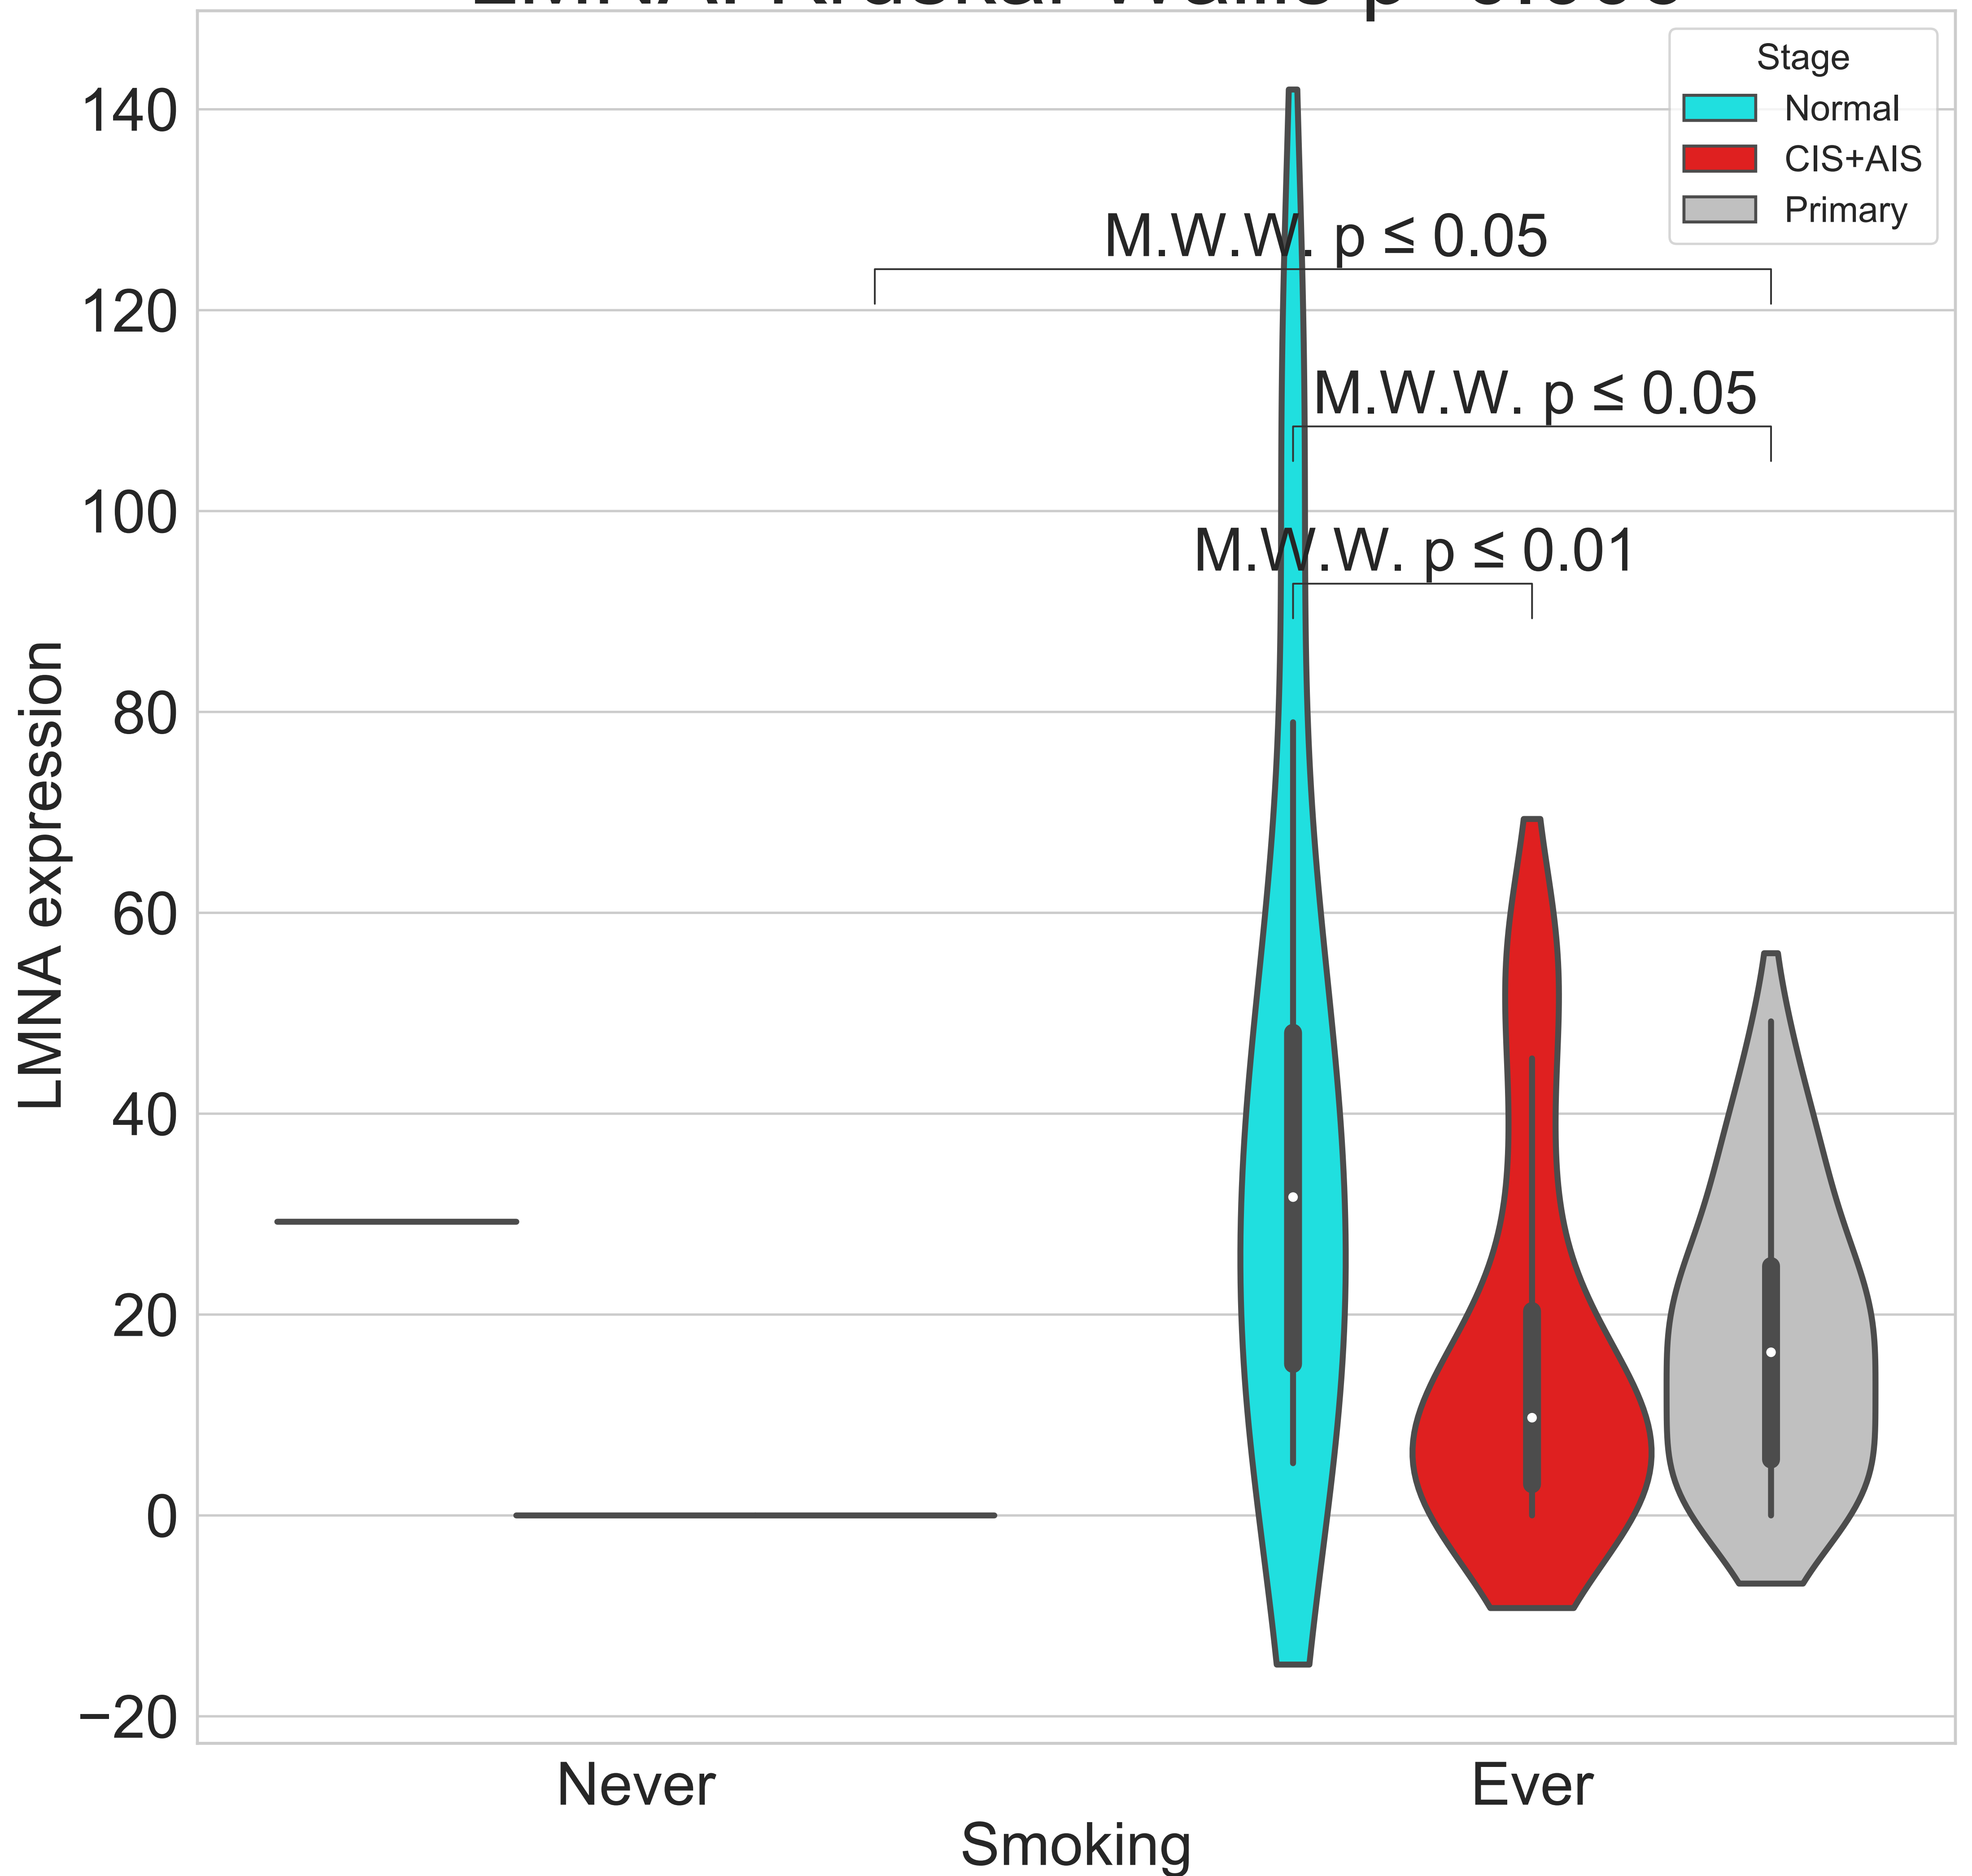 Stage
Normal
CIS+AIS
Primary
140
120
100
80
60
40
20
0
−20
LMNA expression
M.W.W. p ≤ 0.05
M.W.W. p ≤ 0.05
M.W.W. p ≤ 0.01
Never
Ever
Smoking